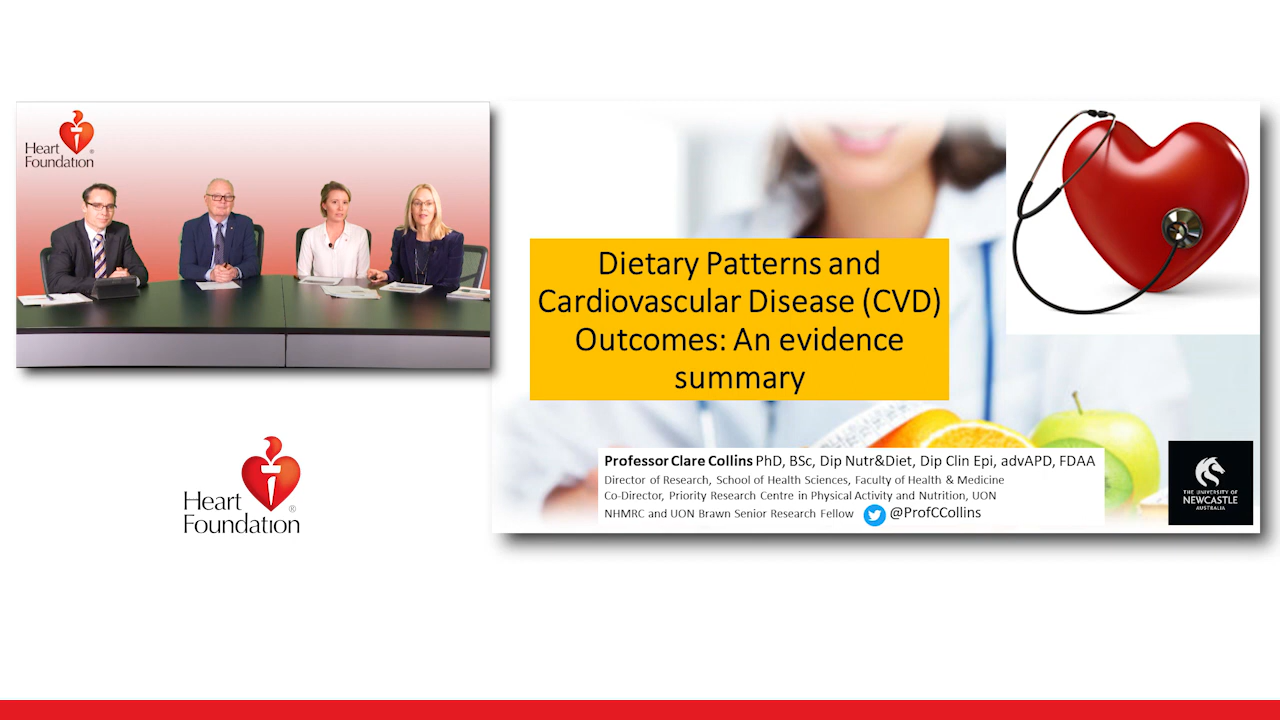 Heart
Foundation
®
Dietary Patterns and
Cardiovascular Disease (CVD)
Outcomes: An evidence
summary
Professor Clare Collins PhD, BSc, Dip Nutr&Diet, Dip Clin Epi, advAPD, FDAA
Director of Research, School of Health Sciences, Faculty of Health & Medicine
Co-Director, Priority Research Centre in Physical Activity and Nutrition, UON
NHMRC and UON Brawn Senior Research Fellow @ProfCCollins
THE UNIVERSITY OF
NEWCASTLE
AUSTRALIA
Heart
Foundation
®